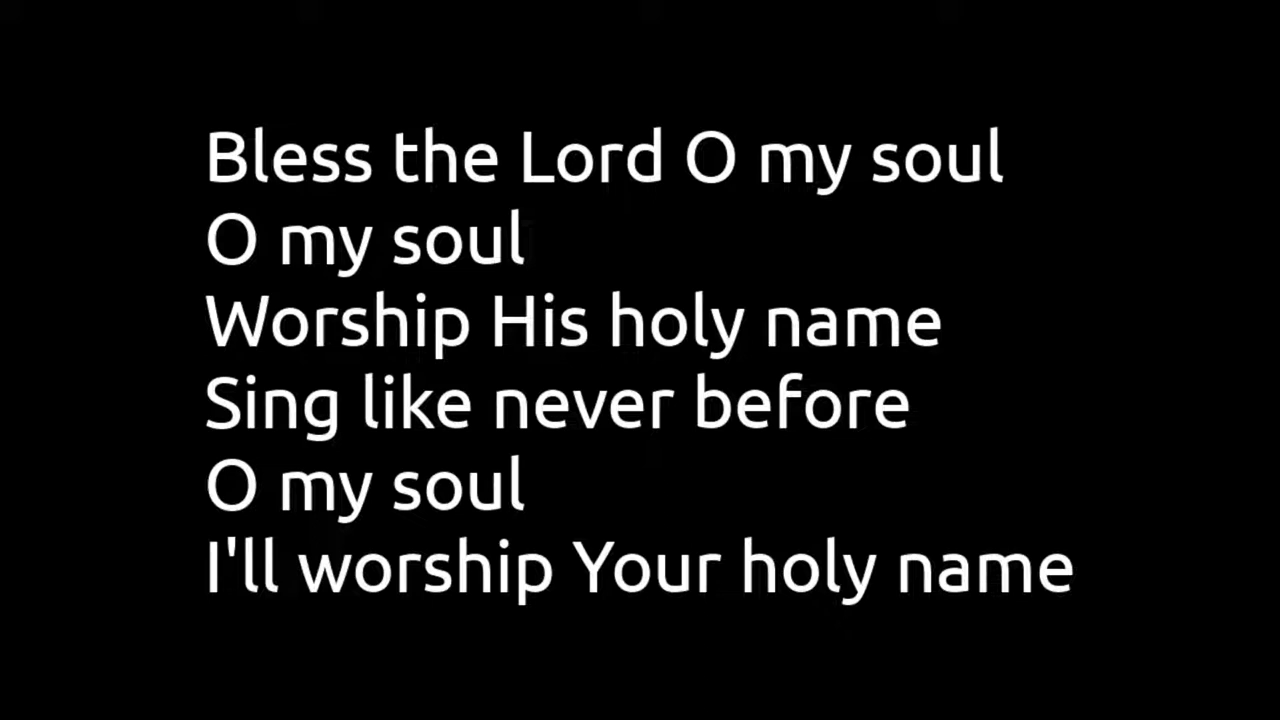 Bless the Lord O my soul
O my soul
Worship His holy name
Sing like never before
O my soul
I'll worship Your holy name